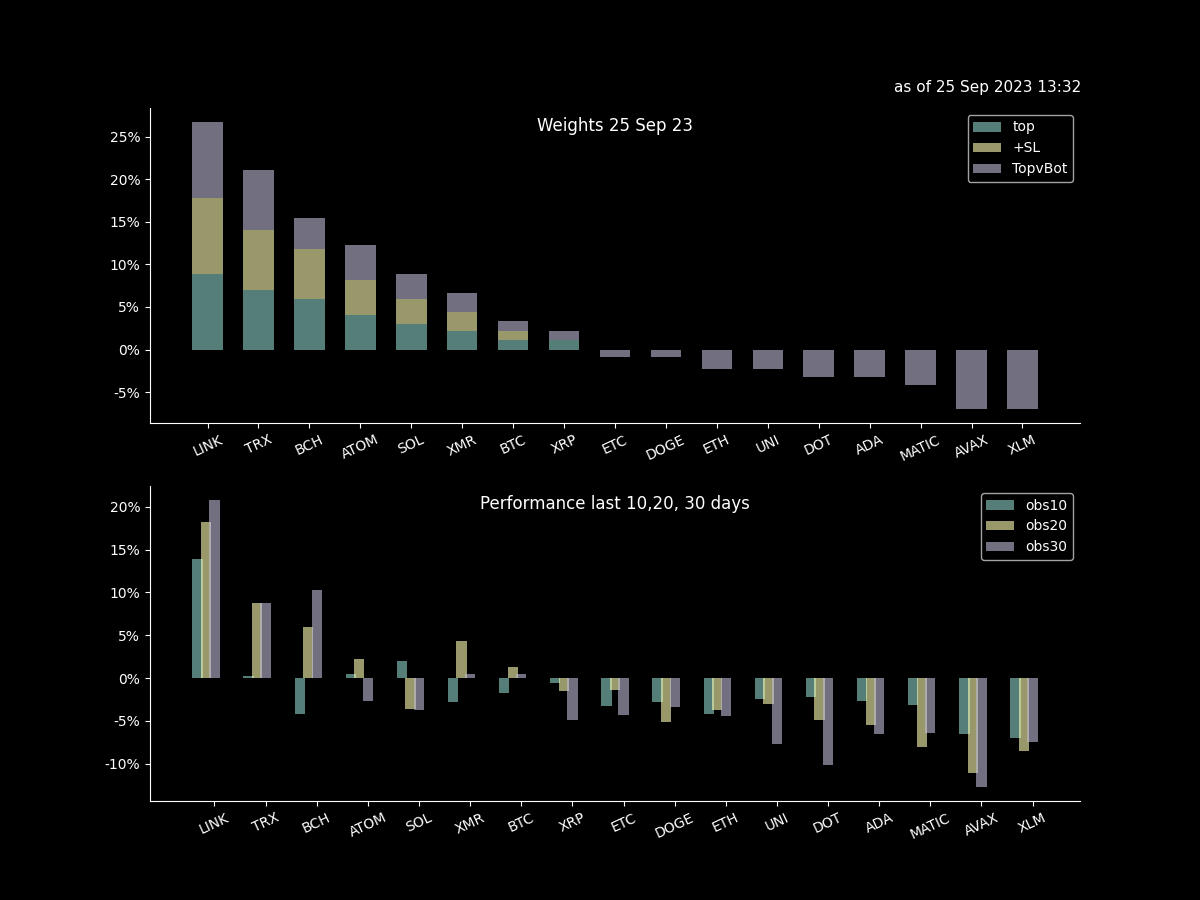 as of 25 Sep 2023 13:32
Weights 25 Sep 23
top
+SL
TopvBot
25%
20%
15%
10%
5%
0%
-5%
LINK TRX BCH ATOM SOL XMR BTC XRP ETC DOGE ETH UNI DOT ADA MATIC AVAX XLM
Performance last 10,20, 30 days
obs10
obs20
obs30
20%
15%
10%
5%
0%
-5%
-10%
LINK TRX BCH ATOM SOL XMR BTC XRP ETC DOGE ETH UNI DOT ADA MATIC AVAX XLM